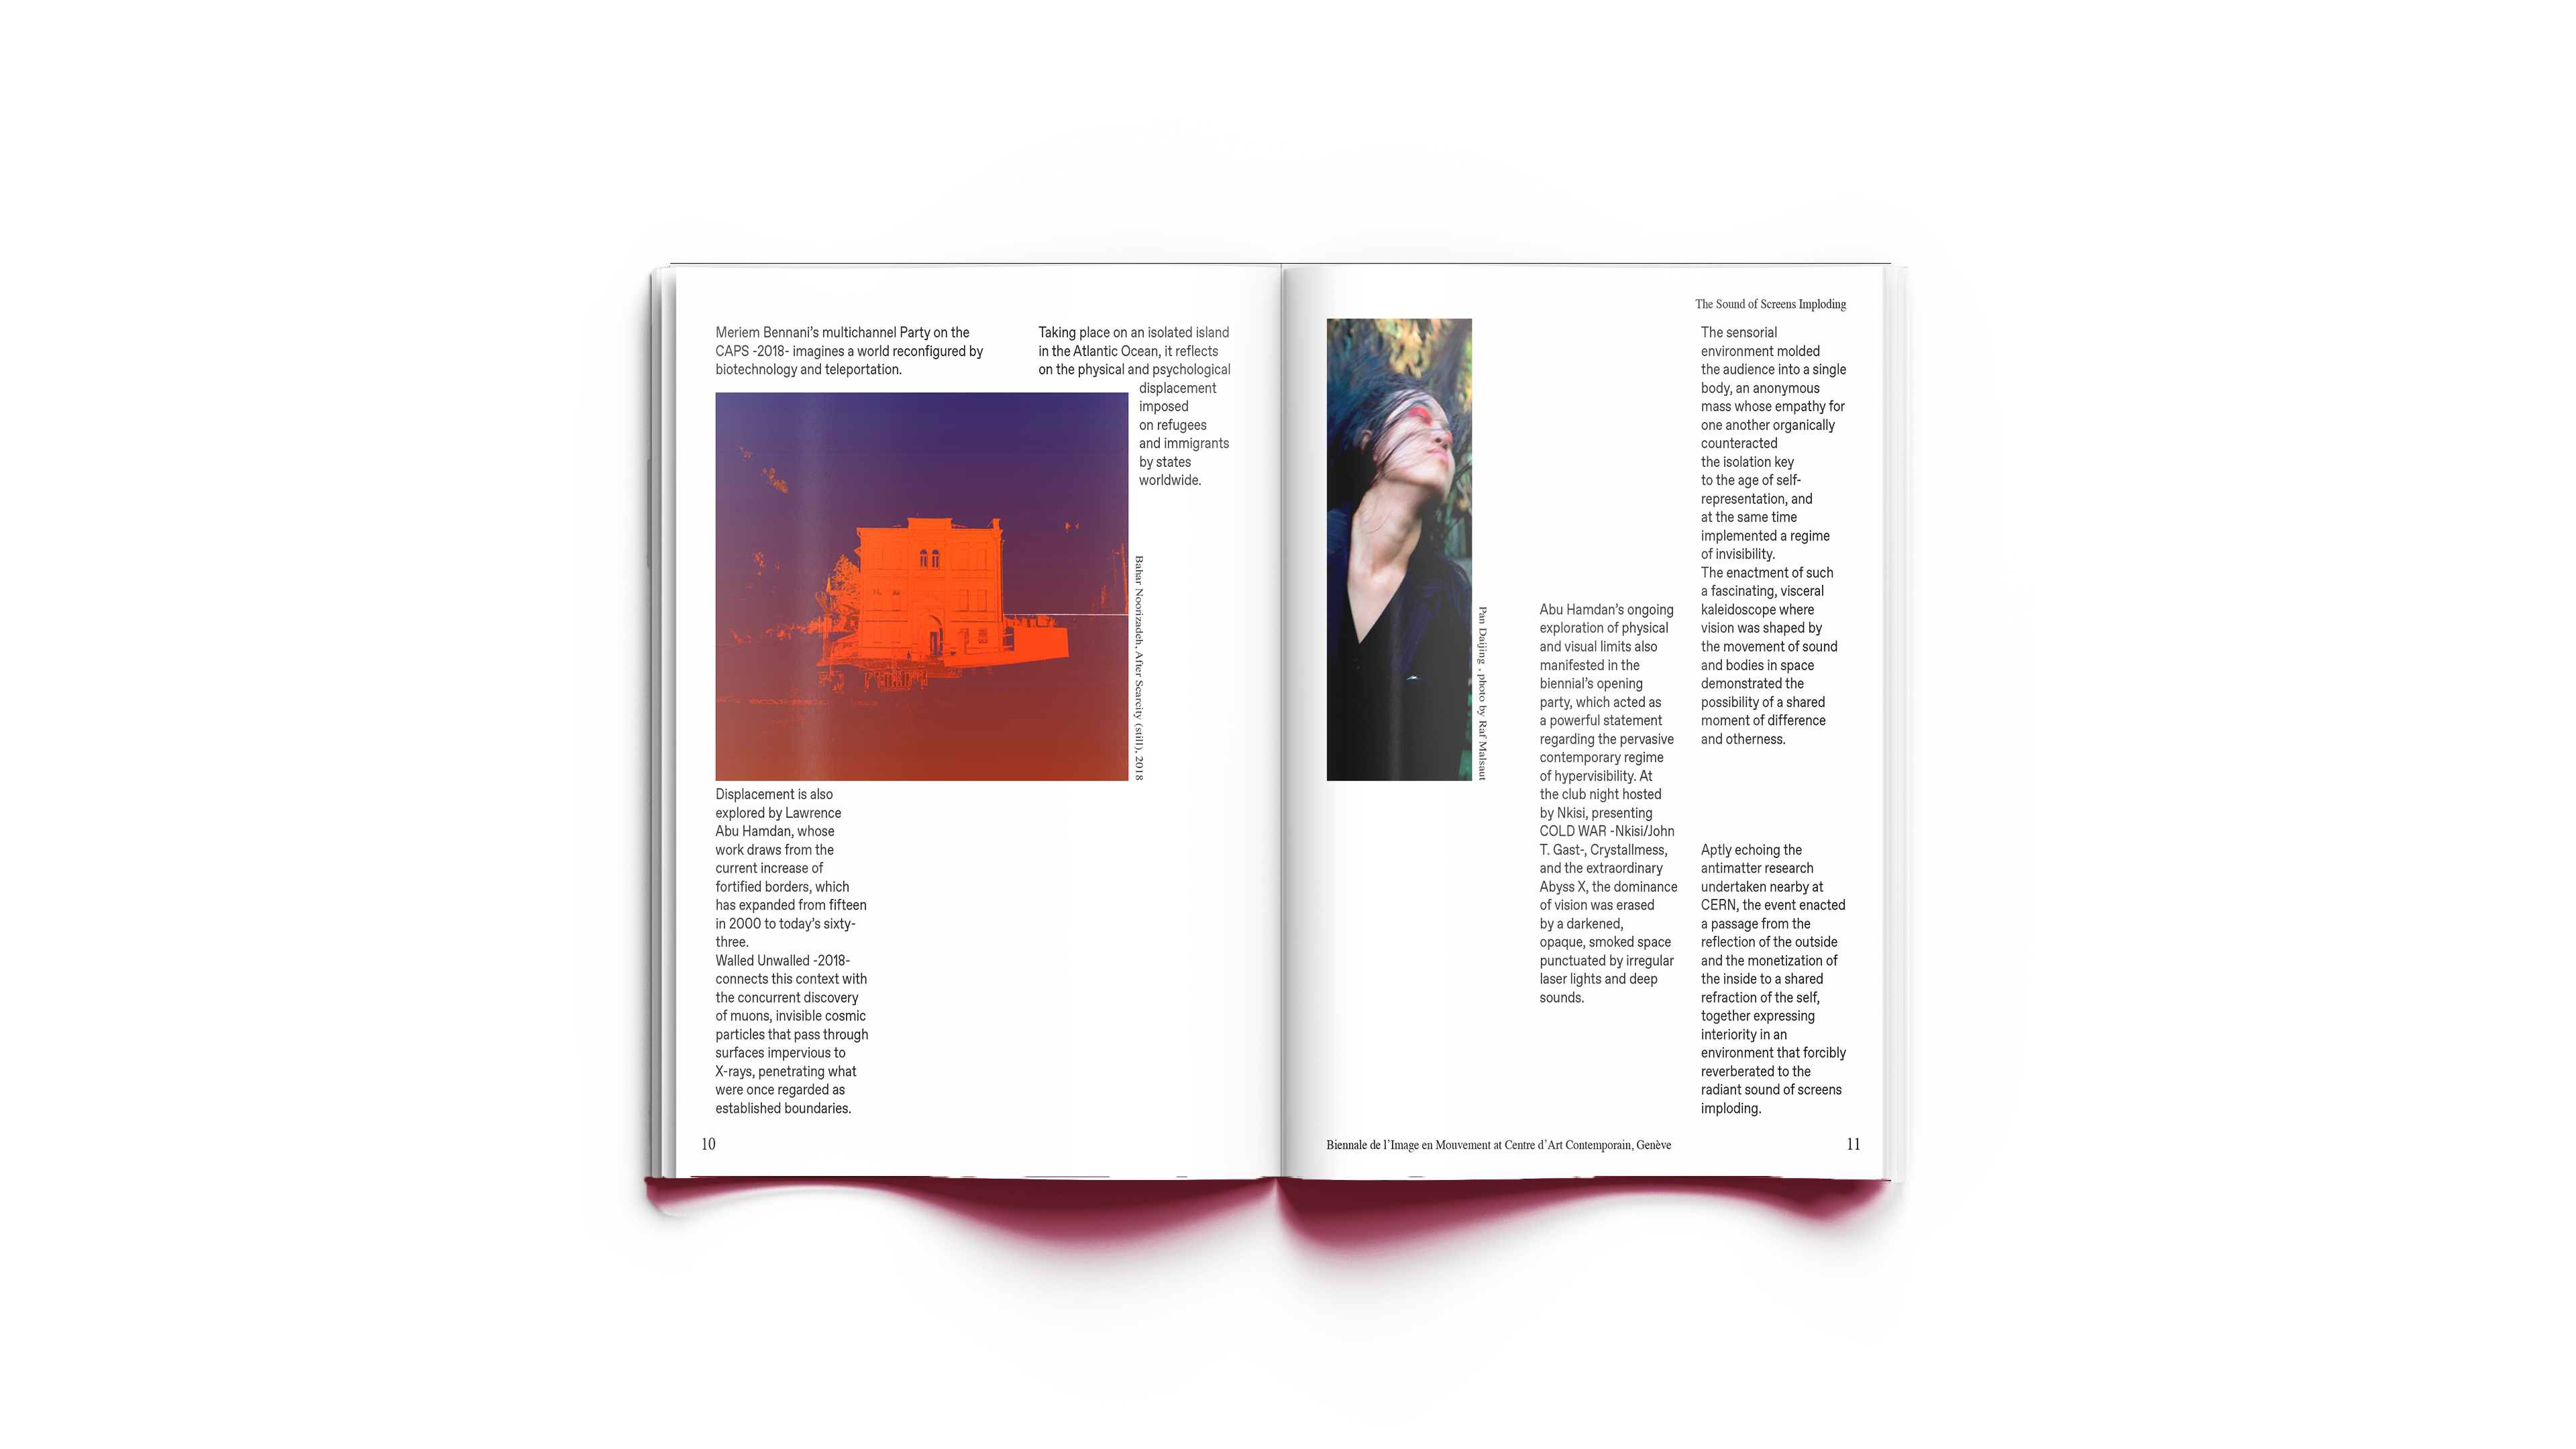 Meriem Bennani’s multichannel Party on the
CAPS -2018- imagines a world reconfigured by
biotechnology and teleportation.
Taking place on an isolated island
in the Atlantic Ocean, it reflects
on the physical and psychological
displacement
imposed
on refugees
and immigrants
by states
worldwide.
Bahar Noorizadeh, After Scarcity (still), 2018
Displacement is also
explored by Lawrence
Abu Hamdan, whose
work draws from the
current increase of
fortified borders, which
has expanded from fifteen
in 2000 to today’s sixty-
three.
Walled Unwalled -2018-
connects this context with
the concurrent discovery
of muons, invisible cosmic
particles that pass through
surfaces impervious to
X-rays, penetrating what
were once regarded as
established boundaries.
10
The Sound of Screens Imploding
Pan Daijing , photo by Raf Malsaut
Abu Hamdan’s ongoing
exploration of physical
and visual limits also
manifested in the
biennial’s opening
party, which acted as
a powerful statement
regarding the pervasive
contemporary regime
of hypervisibility. At
the club night hosted
by Nkisi, presenting
COLD WAR -Nkisi/John
T. Gast-, Crystallmess,
and the extraordinary
Abyss X, the dominance
of vision was erased
by a darkened,
opaque, smoked space
punctuated by irregular
laser lights and deep
sounds.
The sensorial
environment molded
the audience into a single
body, an anonymous
mass whose empathy for
one another organically
counteracted
the isolation key
to the age of self-
representation, and
at the same time
implemented a regime
of invisibility.
The enactment of such
a fascinating, visceral
kaleidoscope where
vision was shaped by
the movement of sound
and bodies in space
demonstrated the
possibility of a shared
moment of difference
and otherness.
Aptly echoing the
antimatter research
undertaken nearby at
CERN, the event enacted
a passage from the
reflection of the outside
and the monetization of
the inside to a shared
refraction of the self,
together expressing
interiority in an
environment that forcibly
reverberated to the
radiant sound of screens
imploding.
Biennale de l’Image en Mouvement at Centre d’Art Contemporain, Genève
11